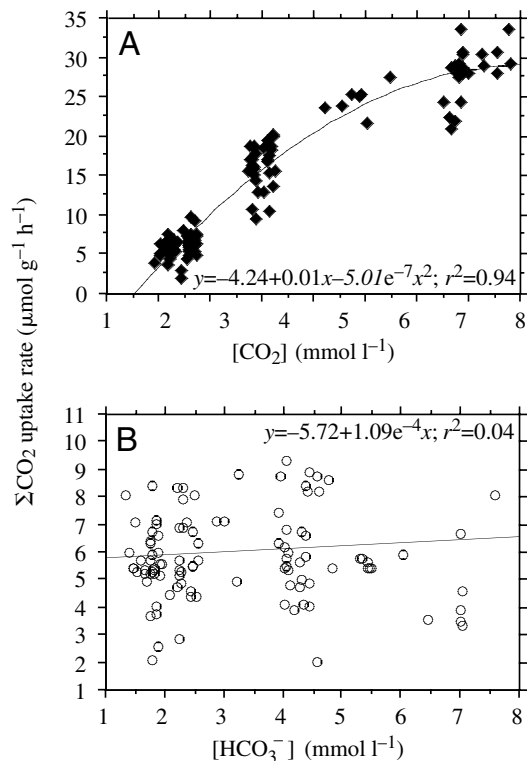 ΣCO2 uptake rate (μmol g⁻¹ h⁻¹)
A
35
30
25
20
15
10
5
0
y=–4.24+0.01x–5.01e⁻⁷x²; r²=0.94
1 2 3 4 5 6 7 8
[CO₂] (mmol l⁻¹)
B
11
10
9
8
7
6
5
4
3
2
1
y=–5.72+1.09e⁻⁴x; r²=0.04
1 2 3 4 5 6 7 8
[HCO₃⁻] (mmol l⁻¹)